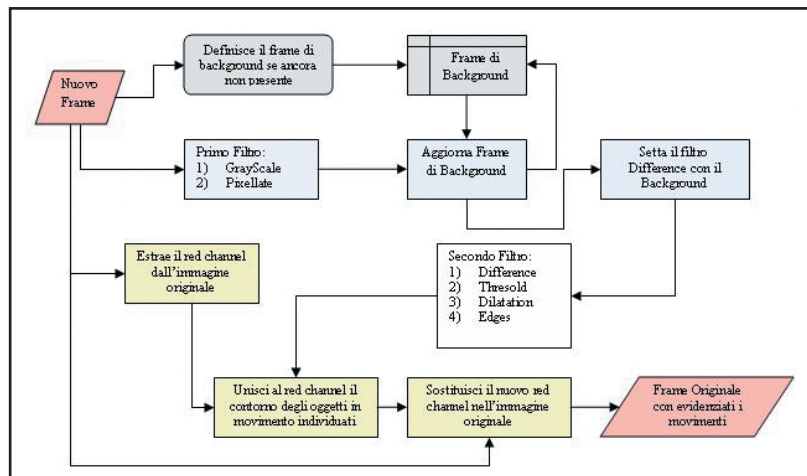 Definisce il frame di
background se ancora
non presente
Frame di
Background
Nuovo
Frame
Primo Filtro:
1) GrayScale
2) Pixellate
Aggiorna Frame
di Background
Setta il filtro
Difference con il
Background
Estrae il red channel
dall'immagine
originale
Secondo Filtro:
1) Difference
2) Thresold
3) Dilatation
4) Edges
Unisci al red channel il
contorno degli oggetti in
movimento individuati
Sostituisci il nuovo red
channel nell'immagine
originale
Frame Originale
con evidenziati i
movimenti